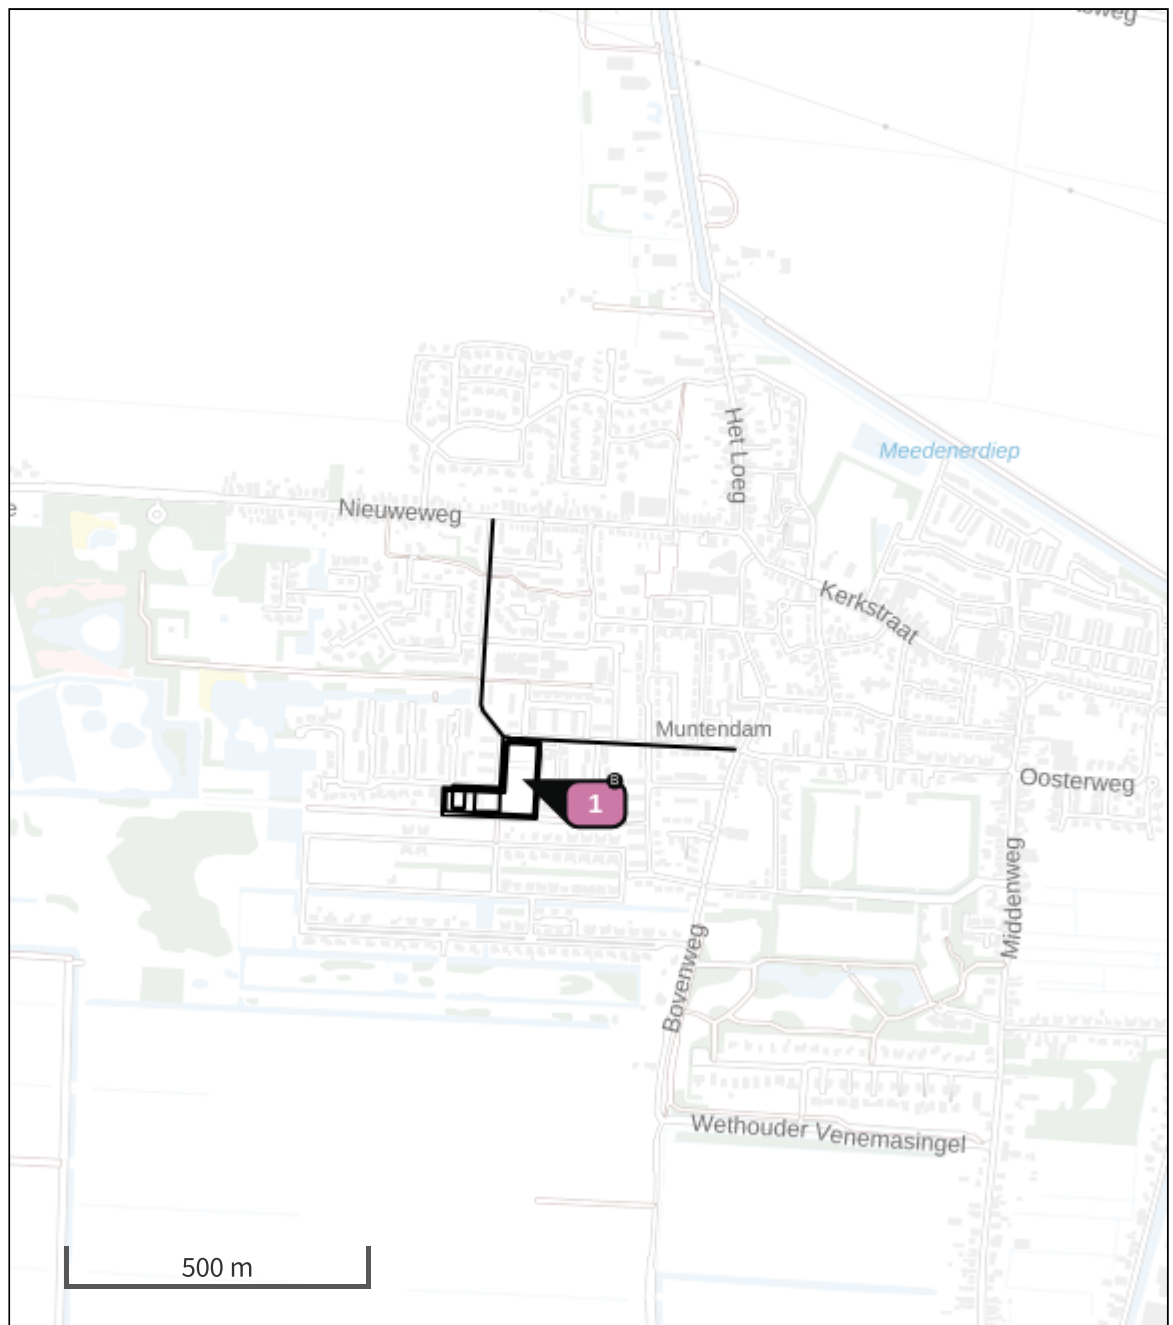 Het Loeg
Meedenerdiep
Nieuweweg
e
Kerkstraat
Muntendam
Oosterweg
B
1
Middenweg
Bovenweg
Wethouder Venemasingel
500 m